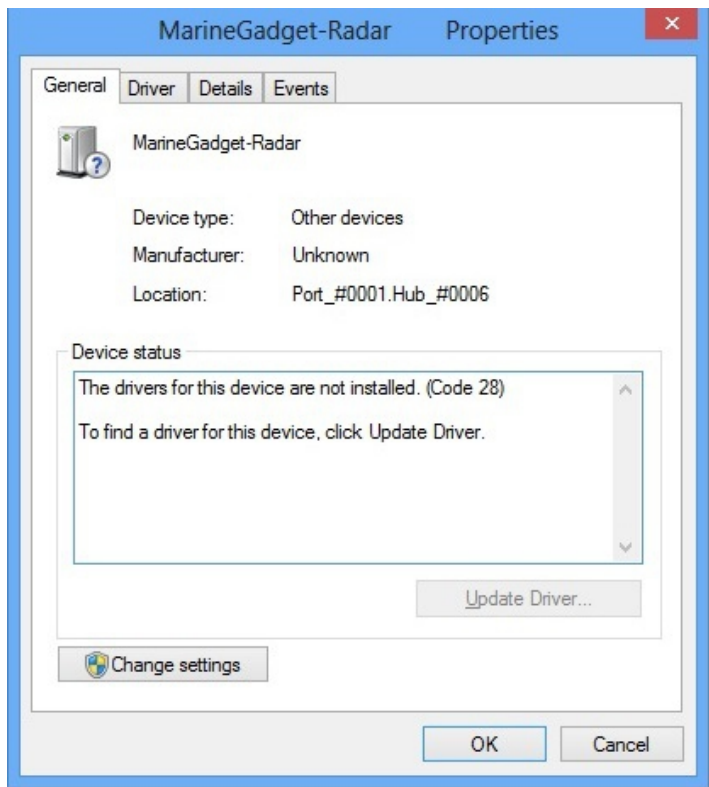 MarineGadget-Radar Properties
General Driver Details Events
MarineGadget-Radar
Device type: Other devices
Manufacturer: Unknown
Location: Port_#0001.Hub_#0006
Device status
The drivers for this device are not installed. (Code 28)
To find a driver for this device, click Update Driver.
Update Driver...
Change settings
OK Cancel